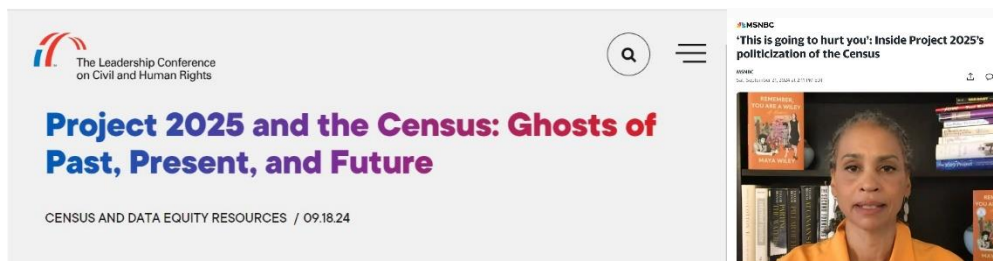 The Leadership Conference
on Civil and Human Rights
Project 2025 and the Census: Ghosts of
Past, Present, and Future
CENSUS AND DATA EQUITY RESOURCES / 09.18.24
MSNBC
‘This is going to hurt you’: Inside Project 2025’s
politicization of the Census
MSNBC
REMEMBER,
YOU ARE A WILEY
MAYA WILEY